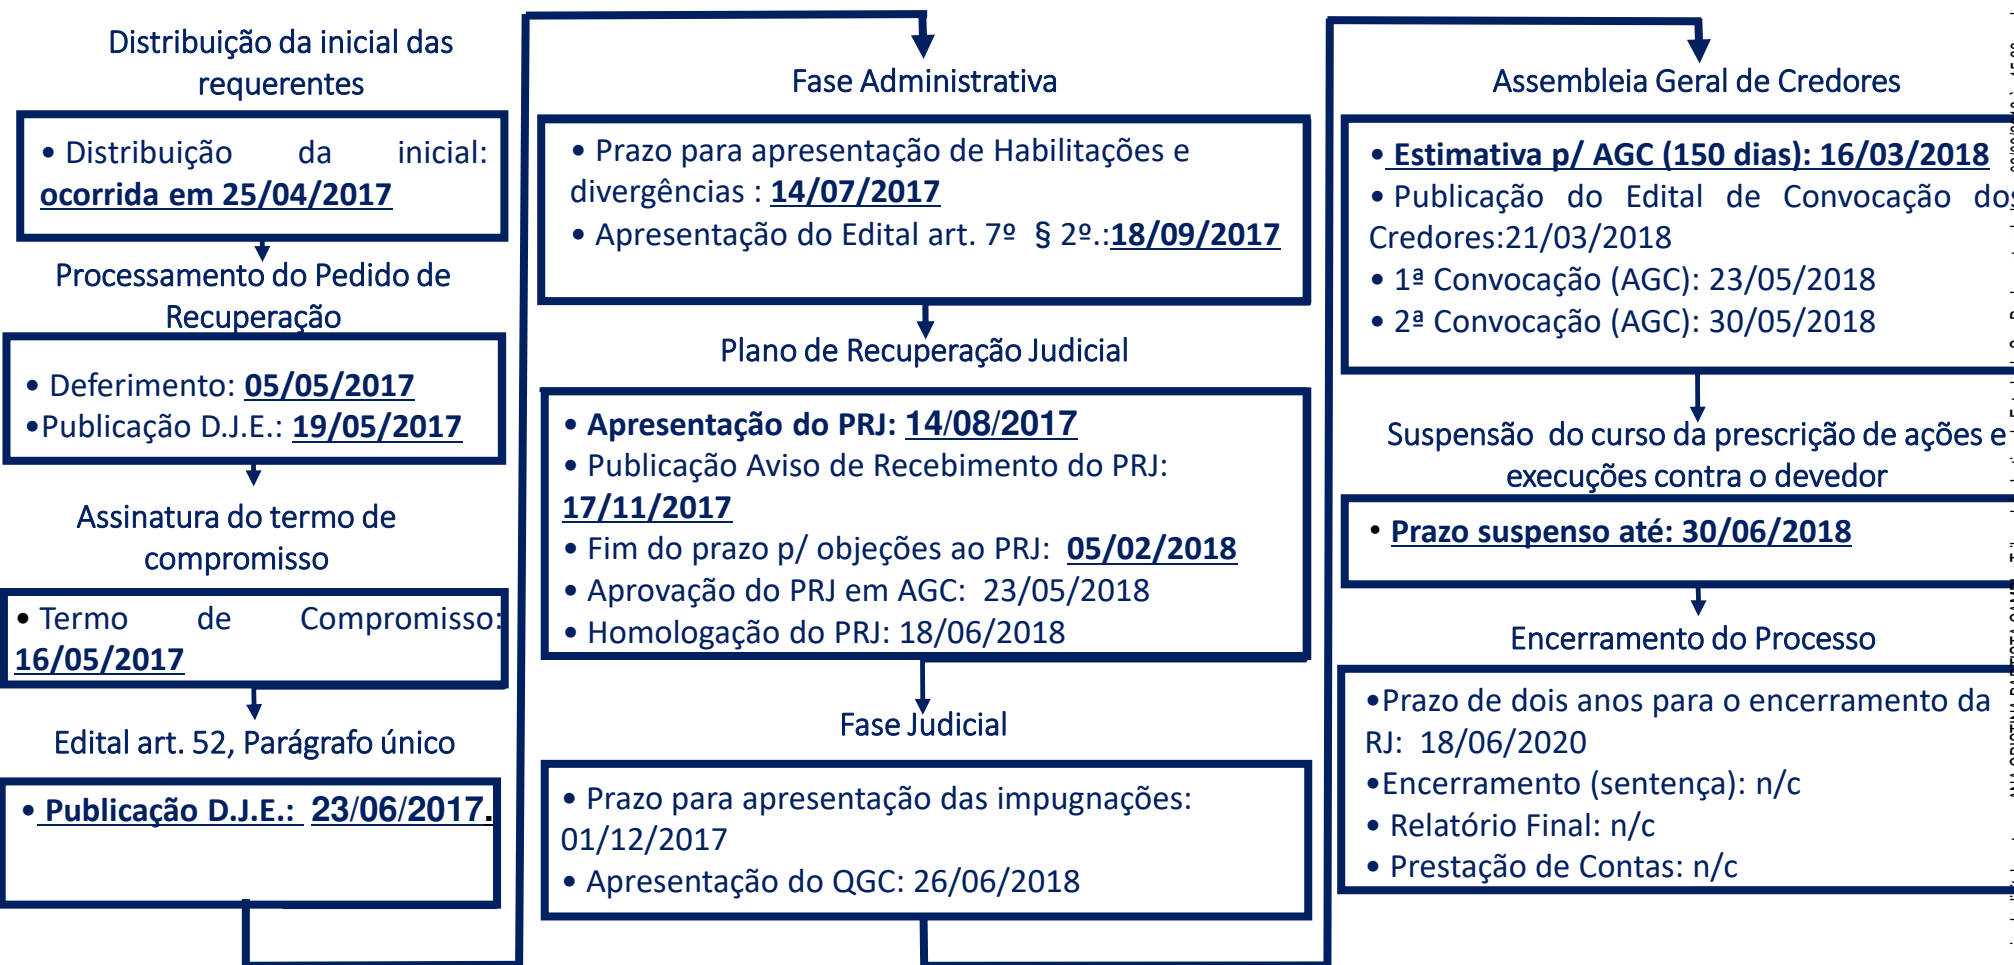 Distribuição da inicial das
requerentes
• Distribuição da inicial:
ocorrida em 25/04/2017
Processamento do Pedido de
Recuperação
• Deferimento: 05/05/2017
•Publicação D.J.E.: 19/05/2017
Assinatura do termo de
compromisso
• Termo de Compromisso:
16/05/2017
Edital art. 52, Parágrafo único
• Publicação D.J.E.: 23/06/2017.
Fase Administrativa
• Prazo para apresentação de Habilitações e
divergências : 14/07/2017
• Apresentação do Edital art. 7º § 2º.:18/09/2017
Plano de Recuperação Judicial
• Apresentação do PRJ: 14/08/2017
• Publicação Aviso de Recebimento do PRJ:
17/11/2017
• Fim do prazo p/ objeções ao PRJ: 05/02/2018
• Aprovação do PRJ em AGC: 23/05/2018
• Homologação do PRJ: 18/06/2018
Fase Judicial
• Prazo para apresentação das impugnações:
01/12/2017
• Apresentação do QGC: 26/06/2018
Assembleia Geral de Credores
• Estimativa p/ AGC (150 dias): 16/03/2018
• Publicação do Edital de Convocação dos
Credores:21/03/2018
• 1ª Convocação (AGC): 23/05/2018
• 2ª Convocação (AGC): 30/05/2018
Suspensão do curso da prescrição de ações e
execuções contra o devedor
• Prazo suspenso até: 30/06/2018
Encerramento do Processo
•Prazo de dois anos para o encerramento da
RJ: 18/06/2020
•Encerramento (sentença): n/c
• Relatório Final: n/c
• Prestação de Contas: n/c